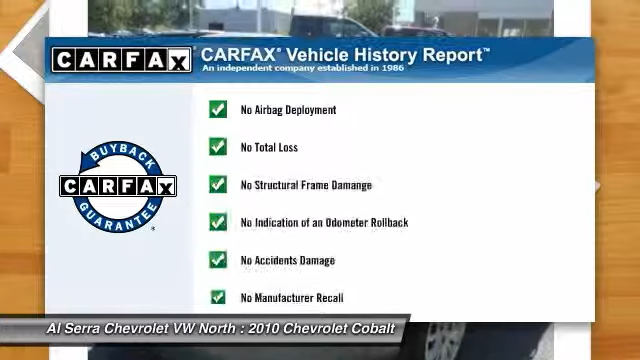 CARFAX
CARFAX® Vehicle History Report™
An independent company established in 1986
No Airbag Deployment
No Total Loss
No Structural Frame Damange
No Indication of an Odometer Rollback
No Accidents Damage
No Manufacturer Recall
BUYBACK
CARFAX
GUARANTEE
Al Serra Chevrolet VW North : 2010 Chevrolet Cobalt